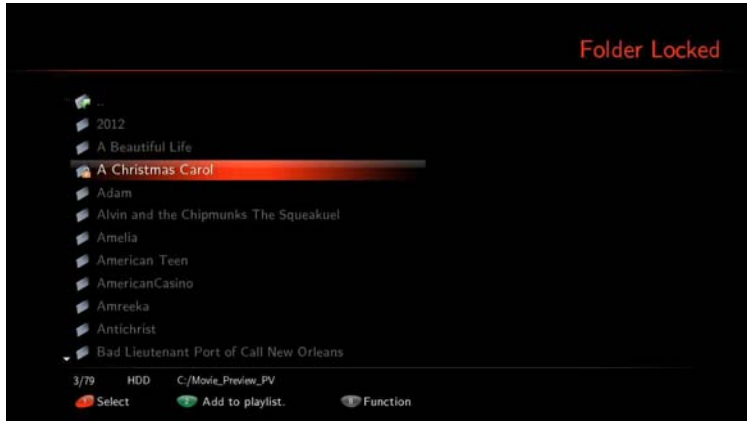 Folder Locked
..
2012
A Beautiful Life
A Christmas Carol
Adam
Alvin and the Chipmunks The Squeakuel
Amelia
American Teen
AmericanCasino
Amreeka
Antichrist
Bad Lieutenant Port of Call New Orleans
3/79 HDD C:/Movie_Preview_PV
Select Add to playlist. Function